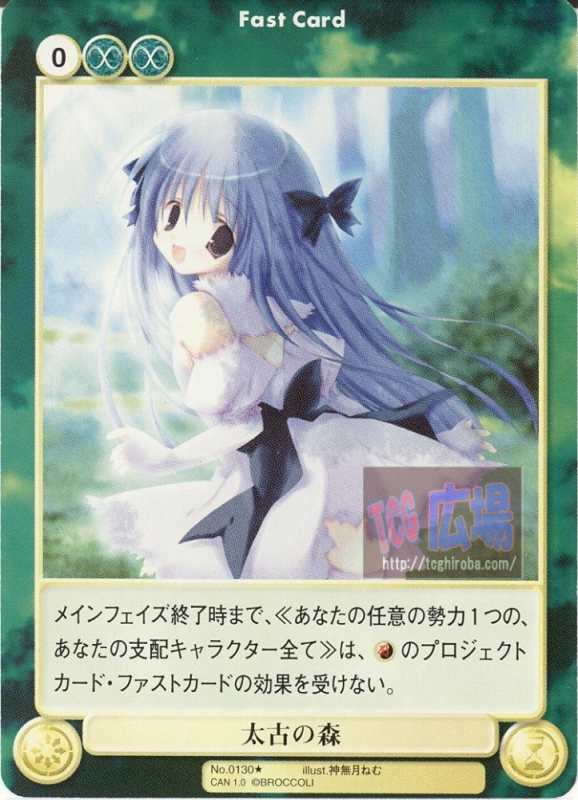 Fast Card
0
TCG 広場
http://tcghiroba.com/
メインフェイズ終了時まで、≪あなたの任意の勢力1つの、
あなたの支配キャラクター全て≫は、 のプロジェクト
カード・ファストカードの効果を受けない。
太古の森
No.0130★ illust.神無月ねむ
CAN 1.0 ©BROCCOLI